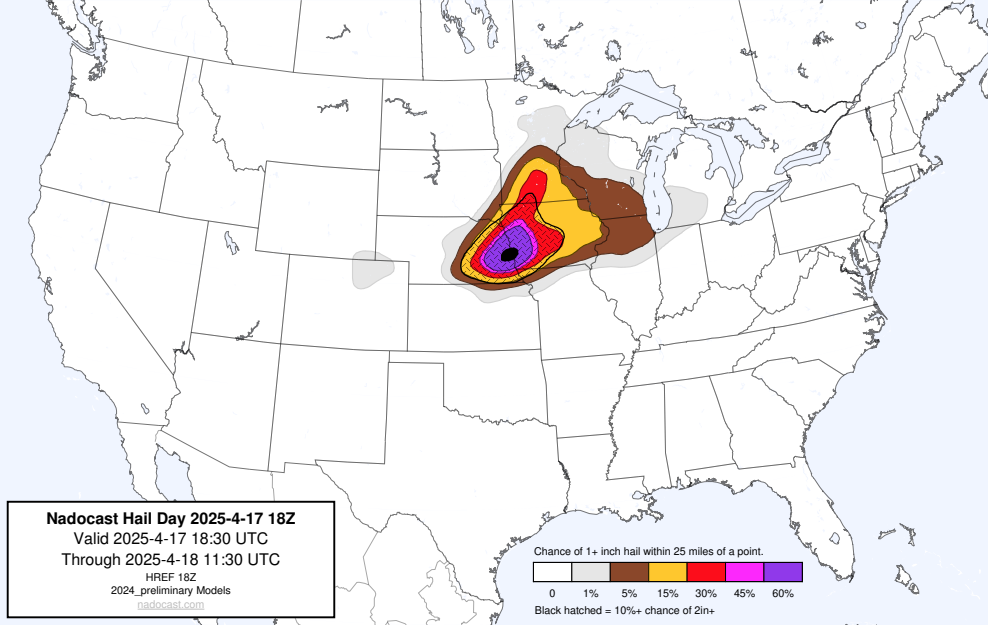 Nadocast Hail Day 2025-4-17 18Z
Valid 2025-4-17 18:30 UTC
Through 2025-4-18 11:30 UTC
HREF 18Z
2024_preliminary Models
nadocast.com
Chance of 1+ inch hail within 25 miles of a point.
0 1% 5% 15% 30% 45% 60%
Black hatched = 10%+ chance of 2in+